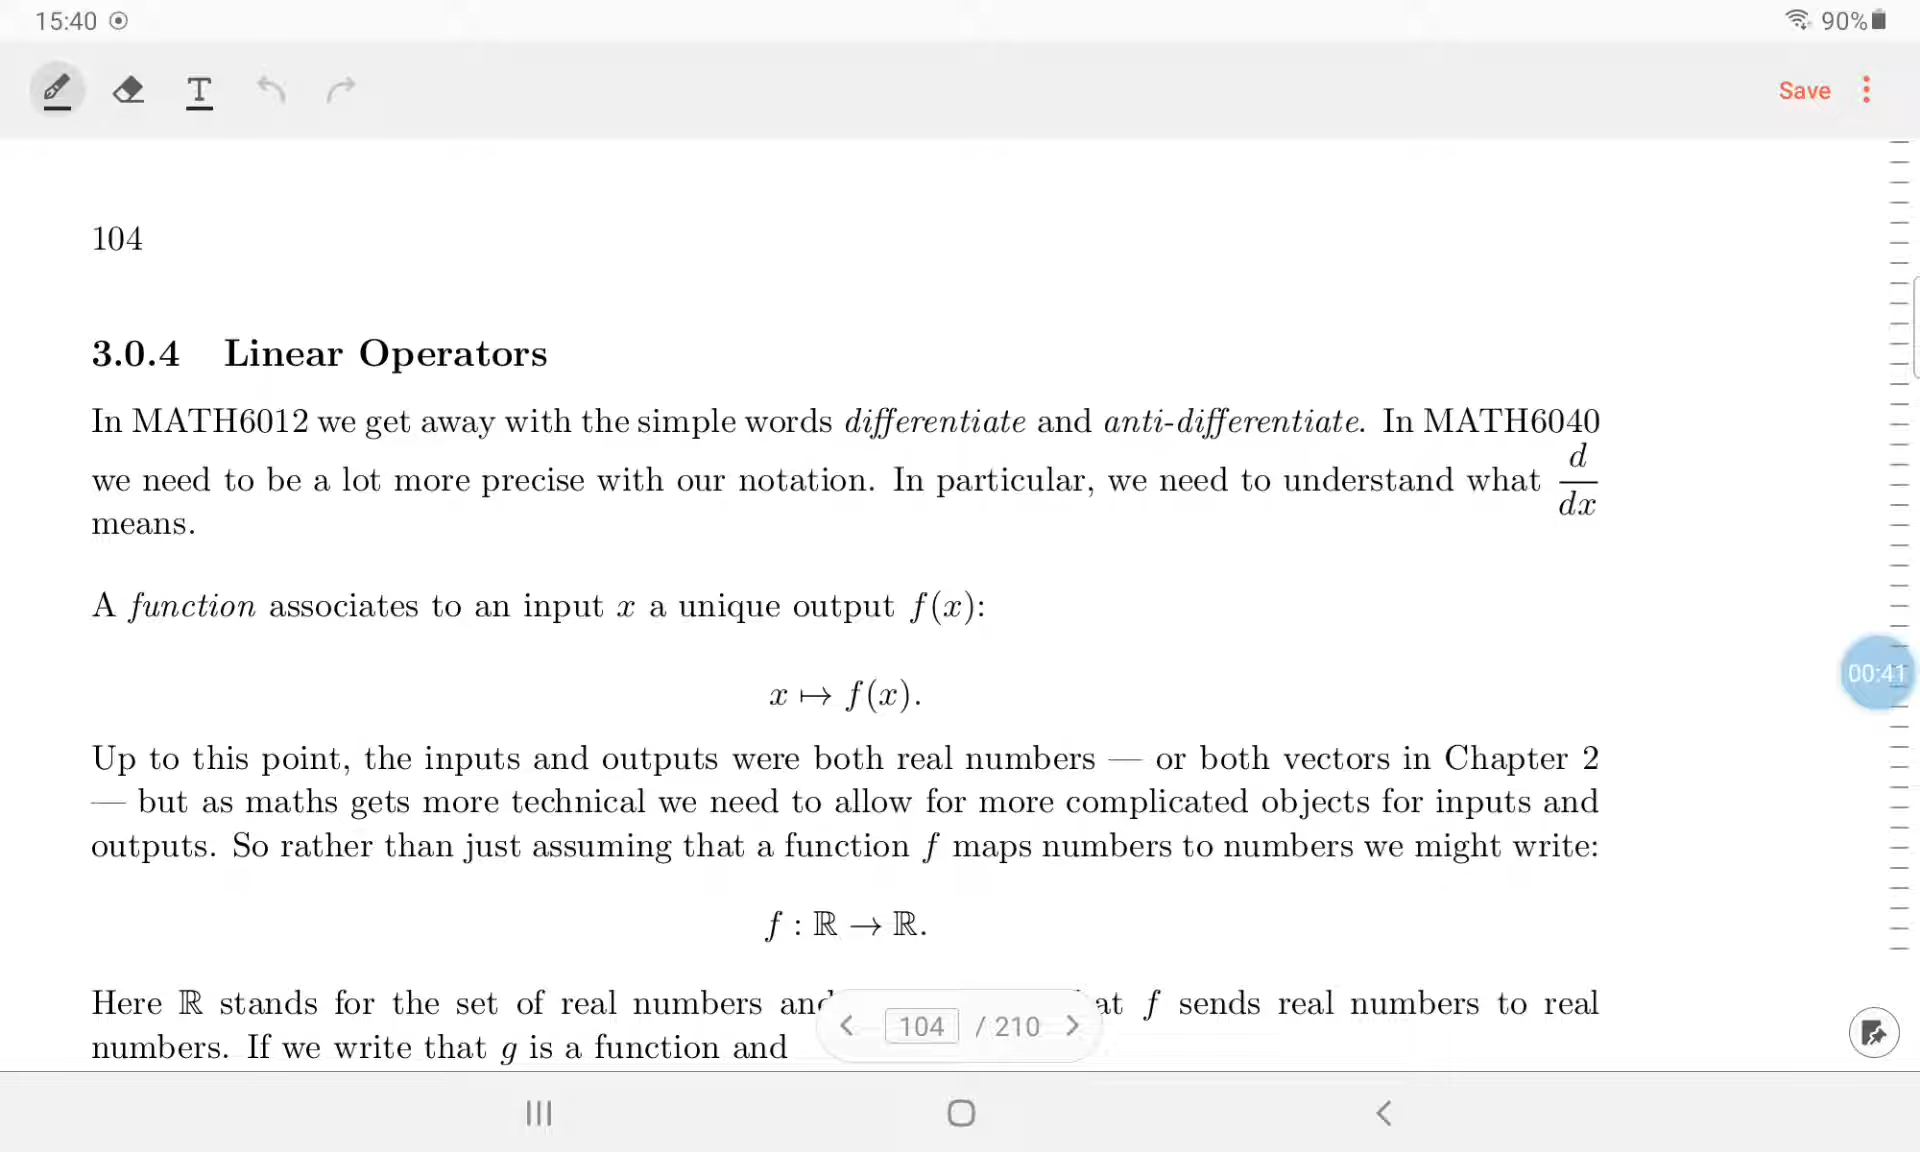 15:40
90%
T
Save
104
3.0.4 Linear Operators
In MATH6012 we get away with the simple words differentiate and anti-differentiate. In MATH6040
we need to be a lot more precise with our notation. In particular, we need to understand what d/dx
means.
A function associates to an input x a unique output f(x):
x ↦ f(x).
Up to this point, the inputs and outputs were both real numbers — or both vectors in Chapter 2
— but as maths gets more technical we need to allow for more complicated objects for inputs and
outputs. So rather than just assuming that a function f maps numbers to numbers we might write:
00:41
f : ℝ → ℝ.
Here ℝ stands for the set of real numbers and at f sends real numbers to real
numbers. If we write that g is a function and
104 / 210